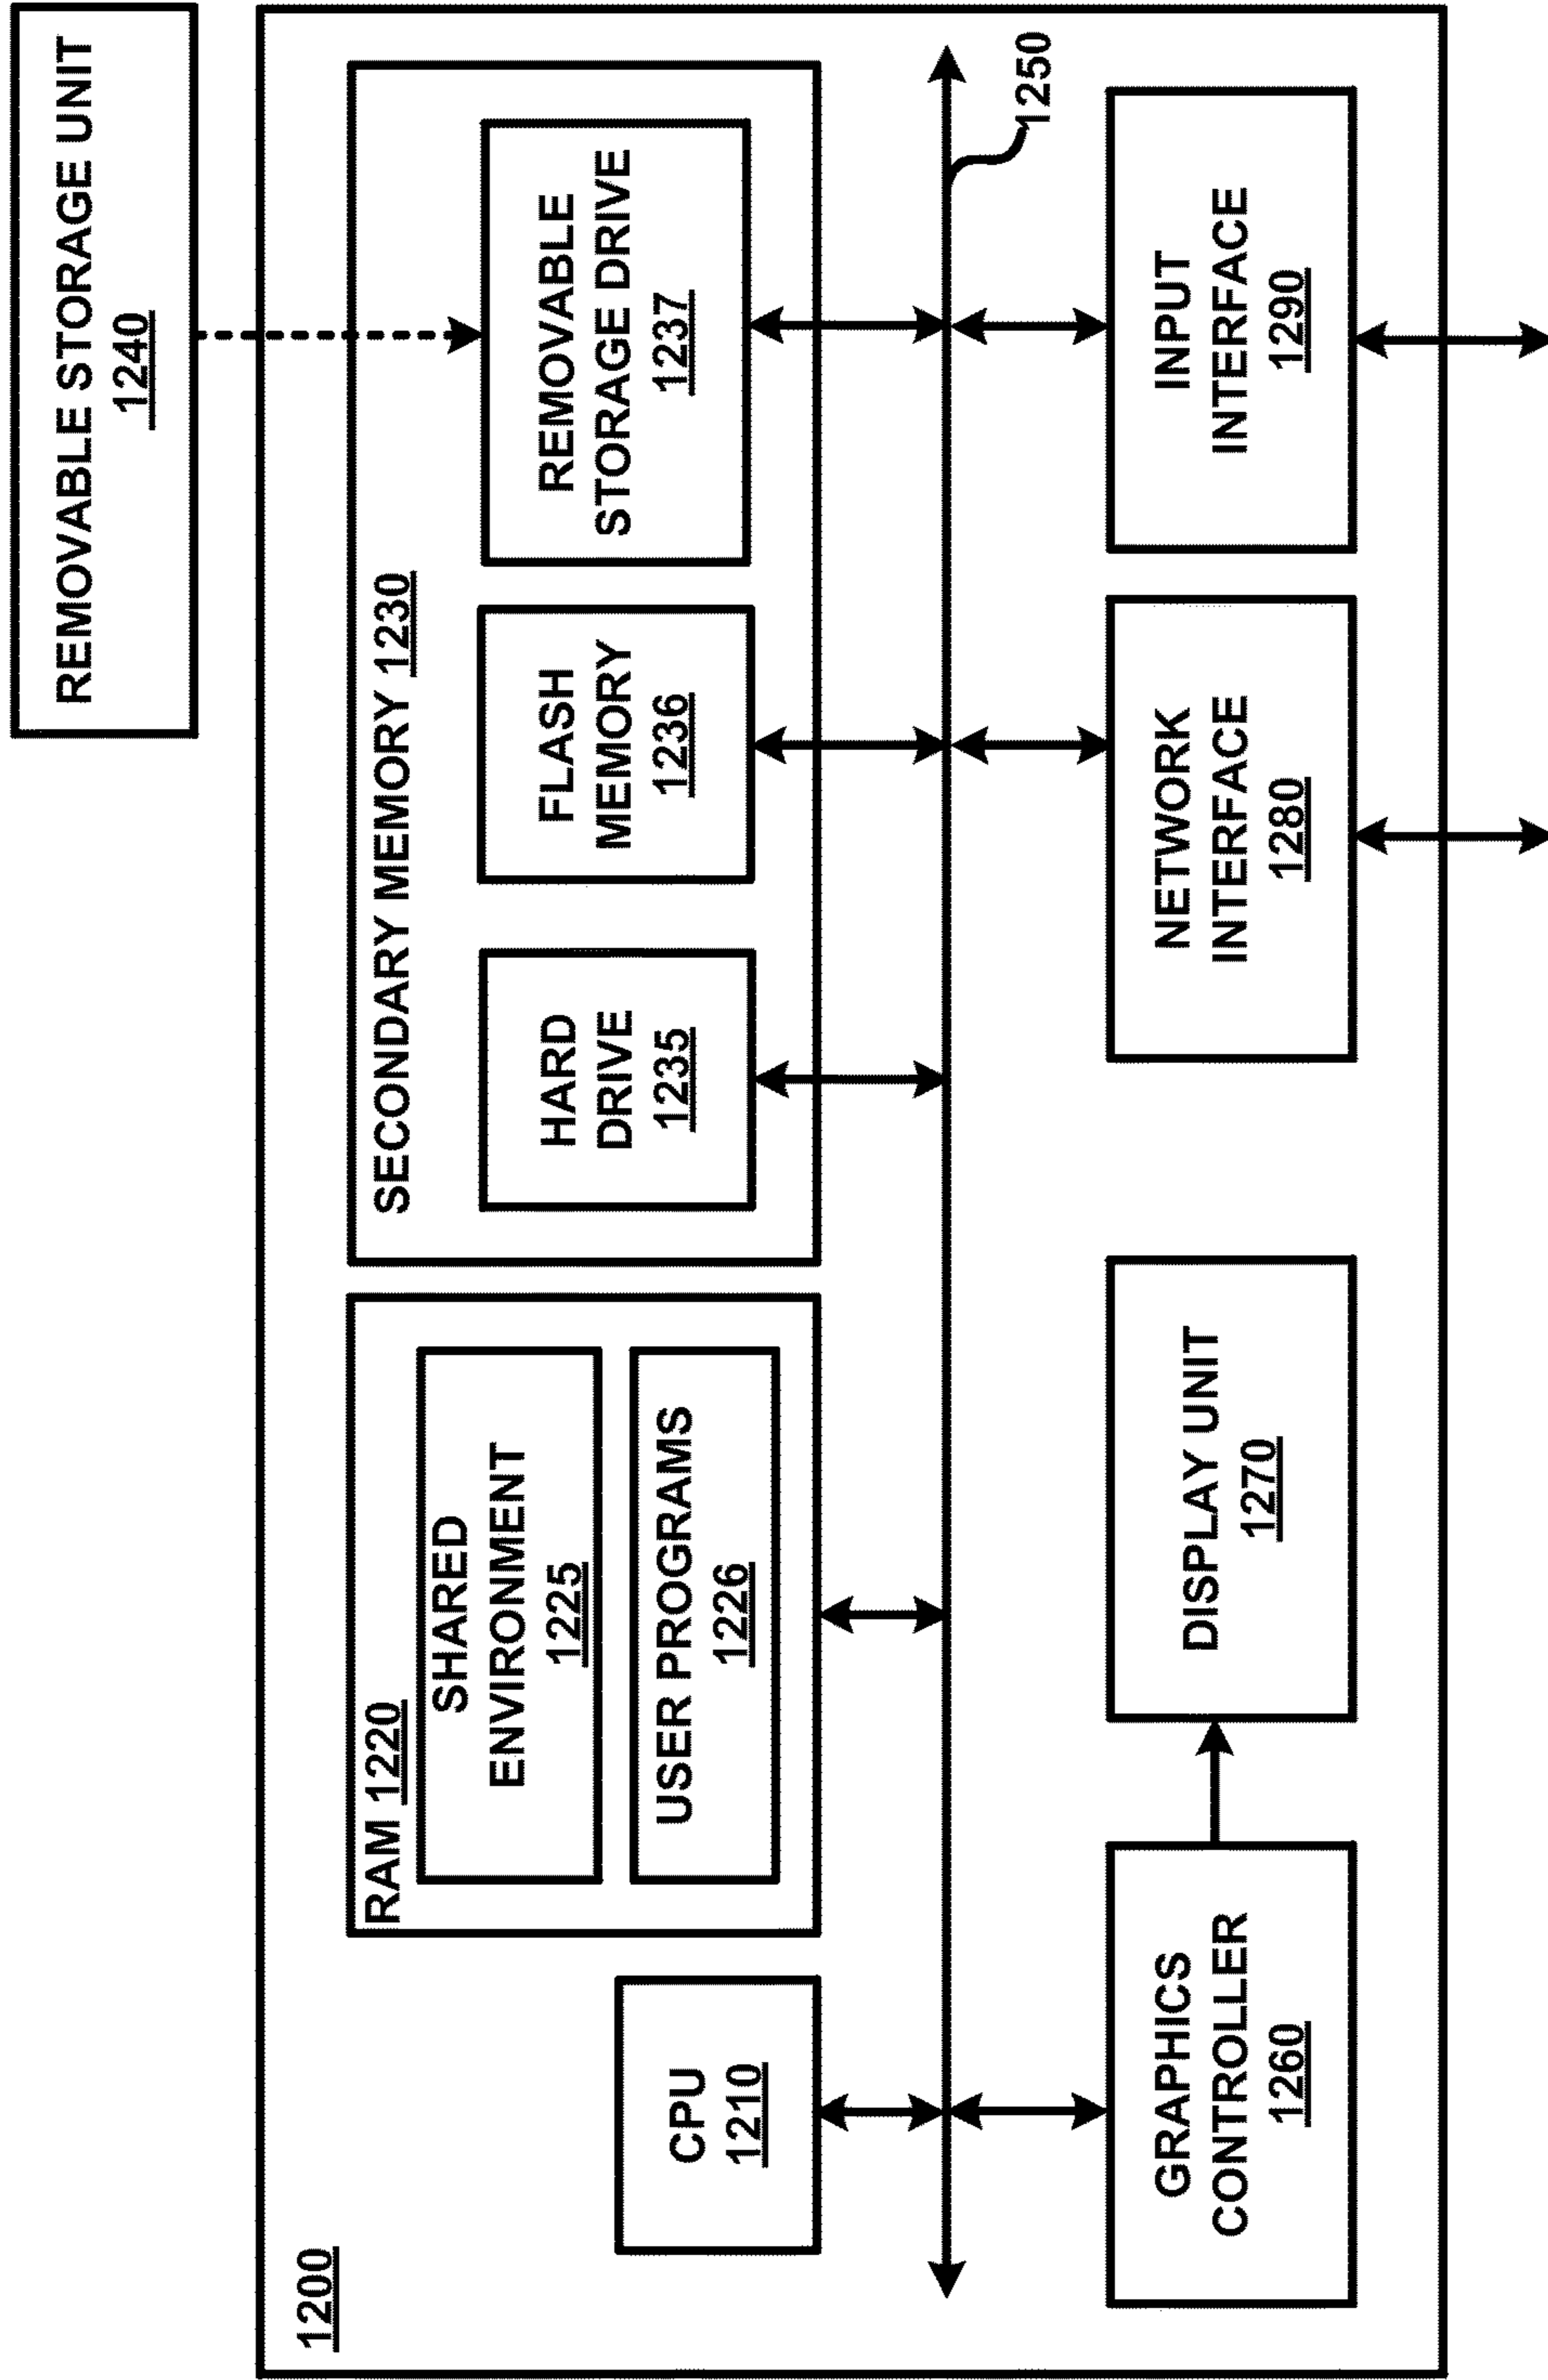 REMOVABLE STORAGE UNIT
1240
1200
CPU
1210
RAM 1220
SHARED
ENVIRONMENT
1225
USER PROGRAMS
1226
SECONDARY MEMORY 1230
HARD
DRIVE
1235
FLASH
MEMORY
1236
REMOVABLE
STORAGE DRIVE
1237
1250
GRAPHICS
CONTROLLER
1260
DISPLAY UNIT
1270
NETWORK
INTERFACE
1280
INPUT
INTERFACE
1290